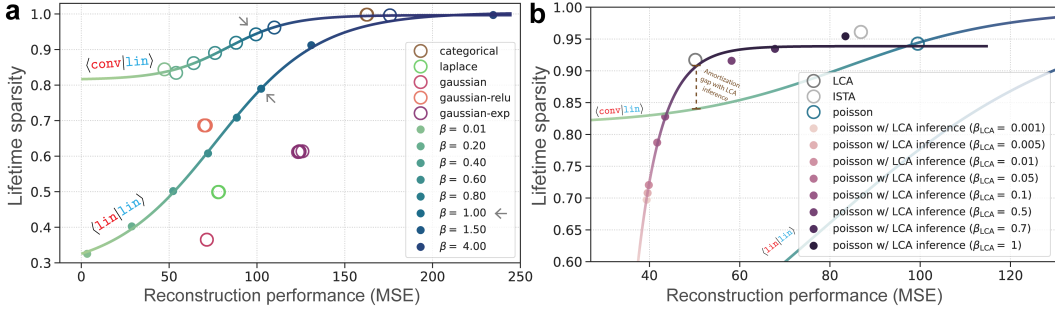 a
Lifetime sparsity
1.0
0.9
0.8
0.7
0.6
0.5
0.4
0.3
⟨conv|lin⟩
⟨lin|lin⟩
categorical
laplace
gaussian
gaussian-relu
gaussian-exp
β = 0.01
β = 0.20
β = 0.40
β = 0.60
β = 0.80
β = 1.00
β = 1.50
β = 4.00
0 50 100 150 200 250
Reconstruction performance (MSE)
b
Lifetime sparsity
1.00
0.95
0.90
0.85
0.80
0.75
0.70
0.65
0.60
⟨conv|lin⟩
Amortization
gap with LCA
inference
⟨lin|lin⟩
LCA
ISTA
poisson
poisson w/ LCA inference (βLCA = 0.001)
poisson w/ LCA inference (βLCA = 0.005)
poisson w/ LCA inference (βLCA = 0.01)
poisson w/ LCA inference (βLCA = 0.05)
poisson w/ LCA inference (βLCA = 0.1)
poisson w/ LCA inference (βLCA = 0.5)
poisson w/ LCA inference (βLCA = 0.7)
poisson w/ LCA inference (βLCA = 1)
40 60 80 100 120
Reconstruction performance (MSE)